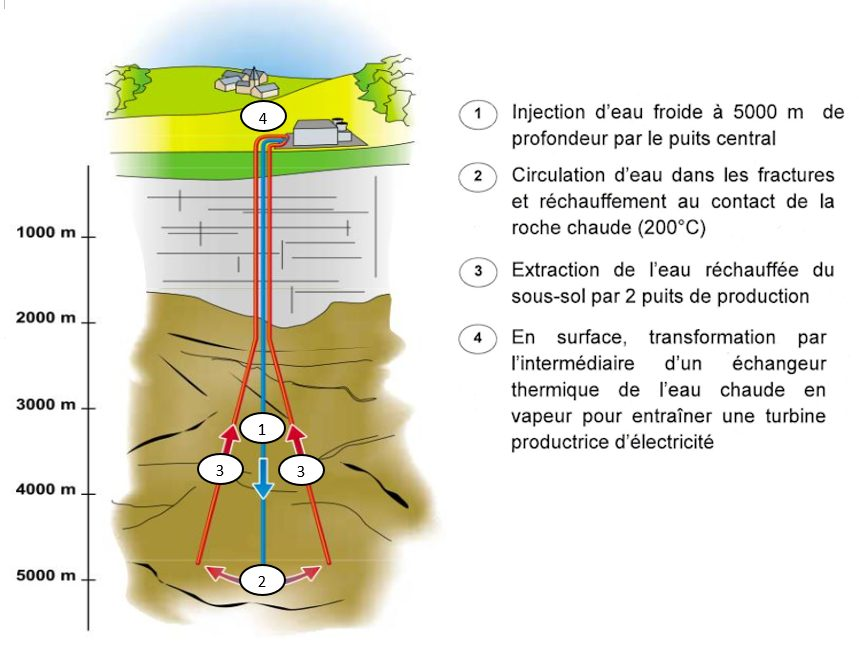 4
1000 m
2000 m
3000 m
4000 m
5000 m
1
3
3
2
1 Injection d'eau froide à 5000 m de
profondeur par le puits central
2 Circulation d'eau dans les fractures
et réchauffement au contact de la
roche chaude (200°C)
3 Extraction de l'eau réchauffée du
sous-sol par 2 puits de production
4 En surface, transformation par
l'intermédiaire d'un échangeur
thermique de l'eau chaude en
vapeur pour entraîner une turbine
productrice d'électricité